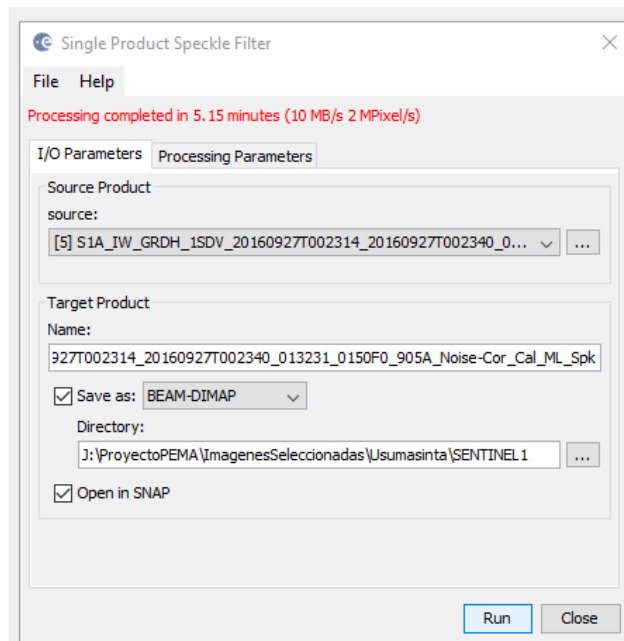 Single Product Speckle Filter
File Help
Processing completed in 5.15 minutes (10 MB/s 2 MPixel/s)
I/O Parameters Processing Parameters
Source Product
source:
[5] S1A_IW_GRDH_1SDV_20160927T002314_20160927T002340_0... ...
Target Product
Name:
927T002314_20160927T002340_013231_0150F0_905A_Noise-Cor_Cal_ML_Spk
Save as: BEAM-DIMAP
Directory:
J:\ProyectoPEMA\ImagenesSeleccionadas\Usumasinta\SENTINEL1 ...
Open in SNAP
Run Close